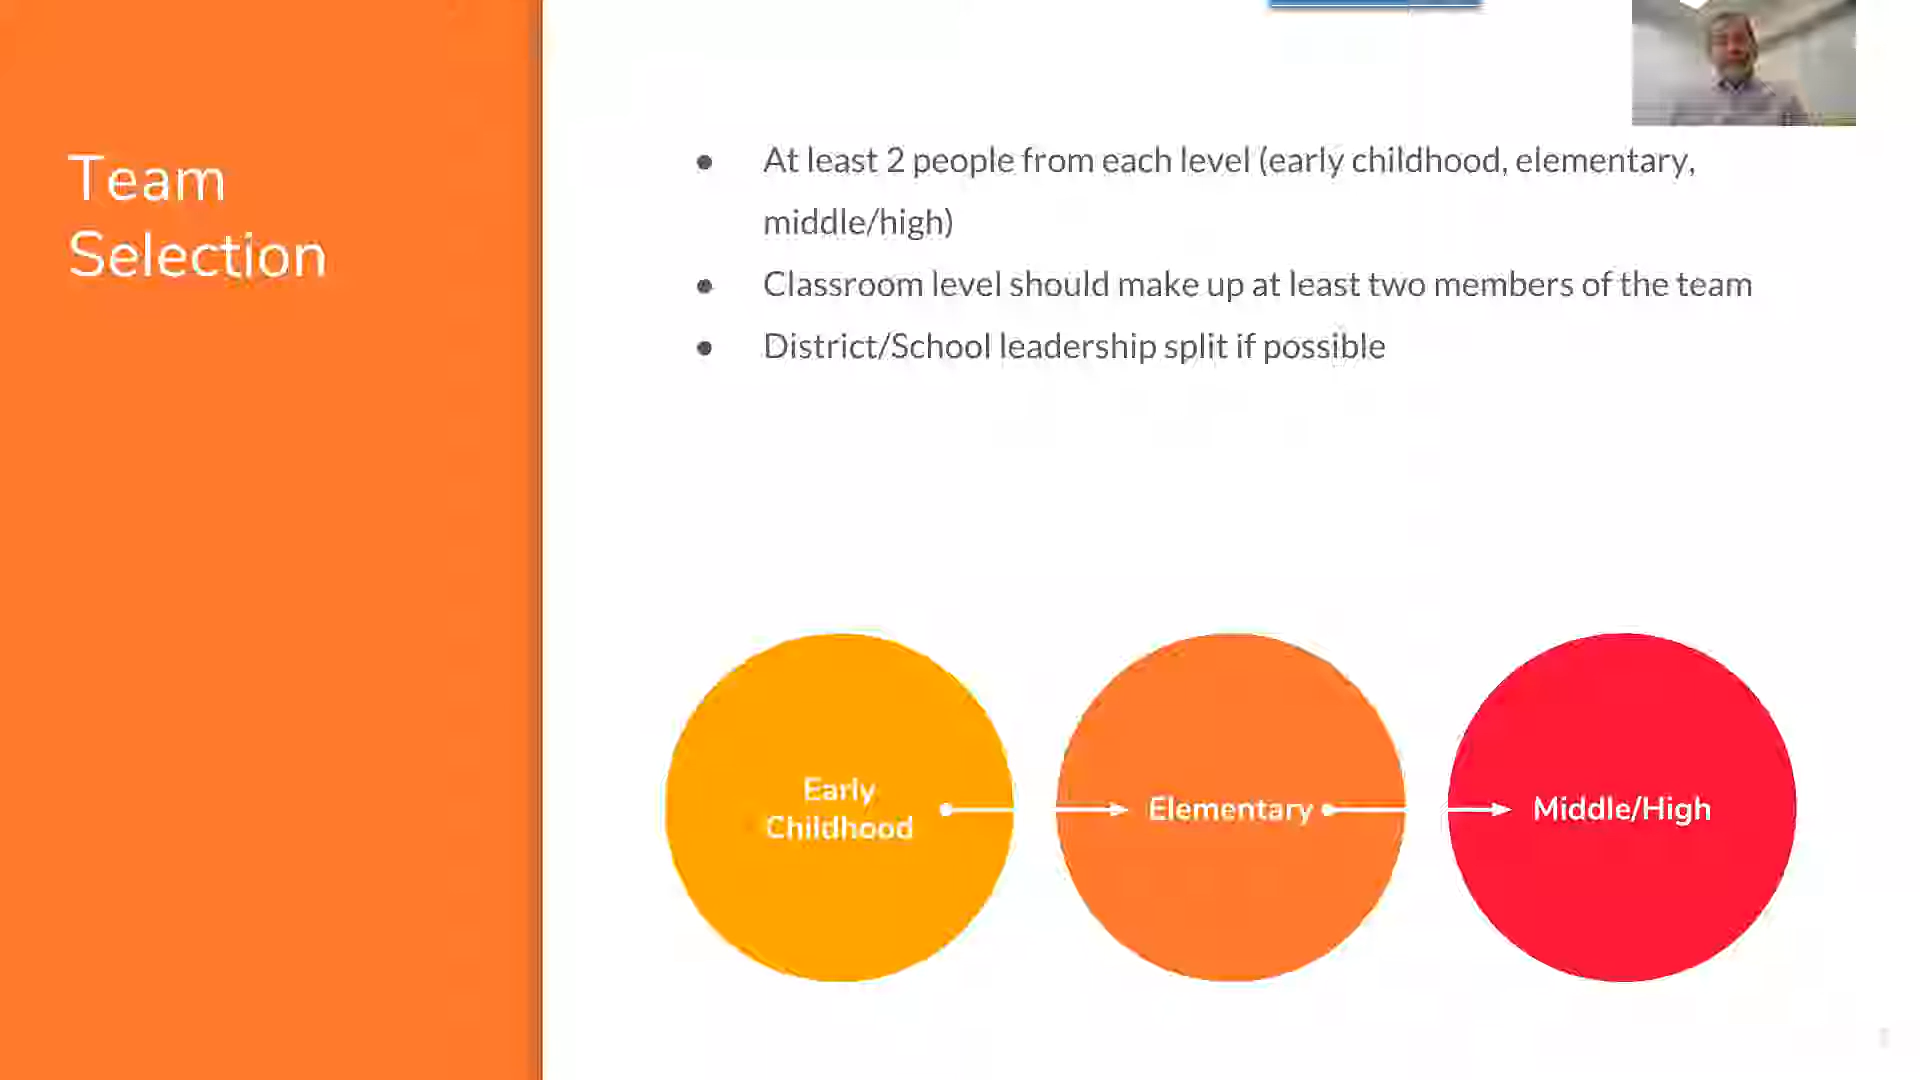 Team
Selection
● At least 2 people from each level (early childhood, elementary,
middle/high)
● Classroom level should make up at least two members of the team
● District/School leadership split if possible
Early
Childhood
Elementary
Middle/High